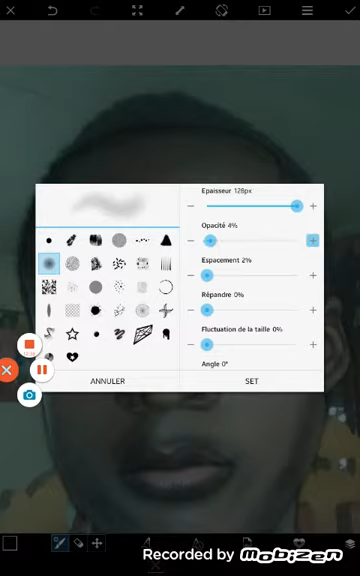 Epaisseur 128px
Opacité 4%
Espacement 2%
Répandre 0%
Fluctuation de la taille 0%
Angle 0°
ANNULER
SET
Recorded by Mobizen